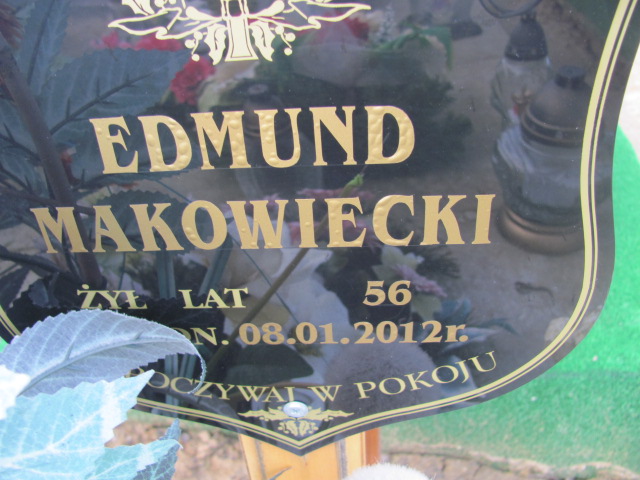 EDMUND
MAKOWIECKI
ŻYŁ LAT 56
08.01.2012r.
W POKOJU